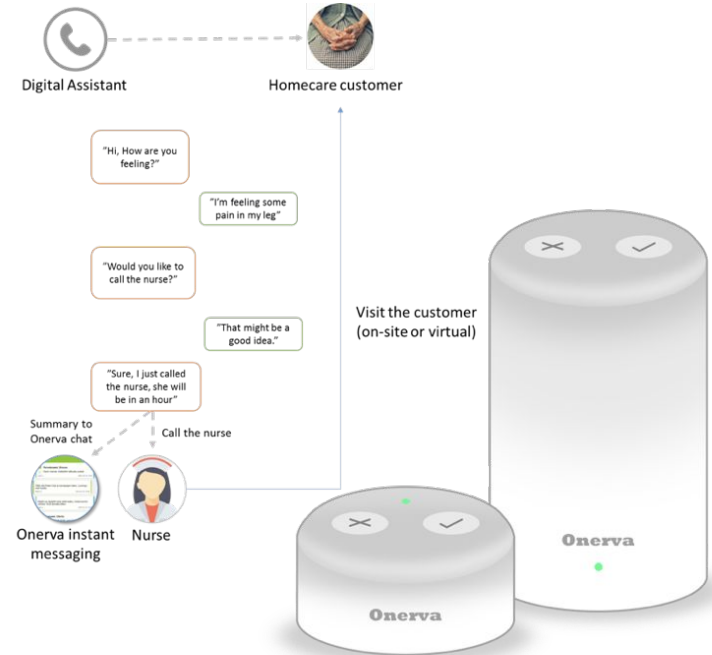 Digital Assistant
Homecare customer
"Hi, How are you
feeling?"
"I'm feeling some
pain in my leg"
"Would you like to
call the nurse?"
"That might be a
good idea."
"Sure, I just called
the nurse, she will
be in an hour"
Summary to
Onerva chat
Call the nurse
Onerva instant
messaging
Nurse
Visit the customer
(on-site or virtual)
Onerva
Onerva